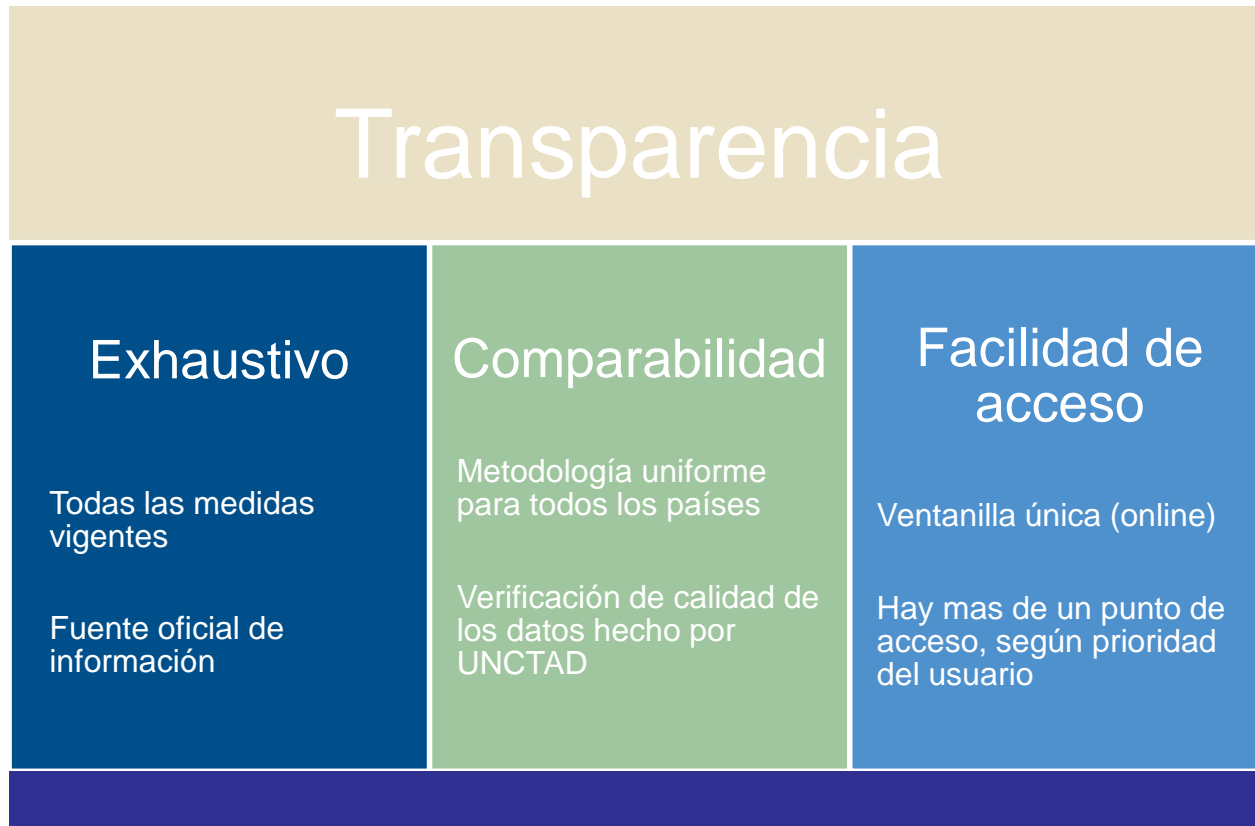 Transparencia
Exhaustivo
Todas las medidas
vigentes
Fuente oficial de
información
Comparabilidad
Metodología uniforme
para todos los países
Verificación de calidad de
los datos hecho por
UNCTAD
Facilidad de
acceso
Ventanilla única (online)
Hay mas de un punto de
acceso, según prioridad
del usuario